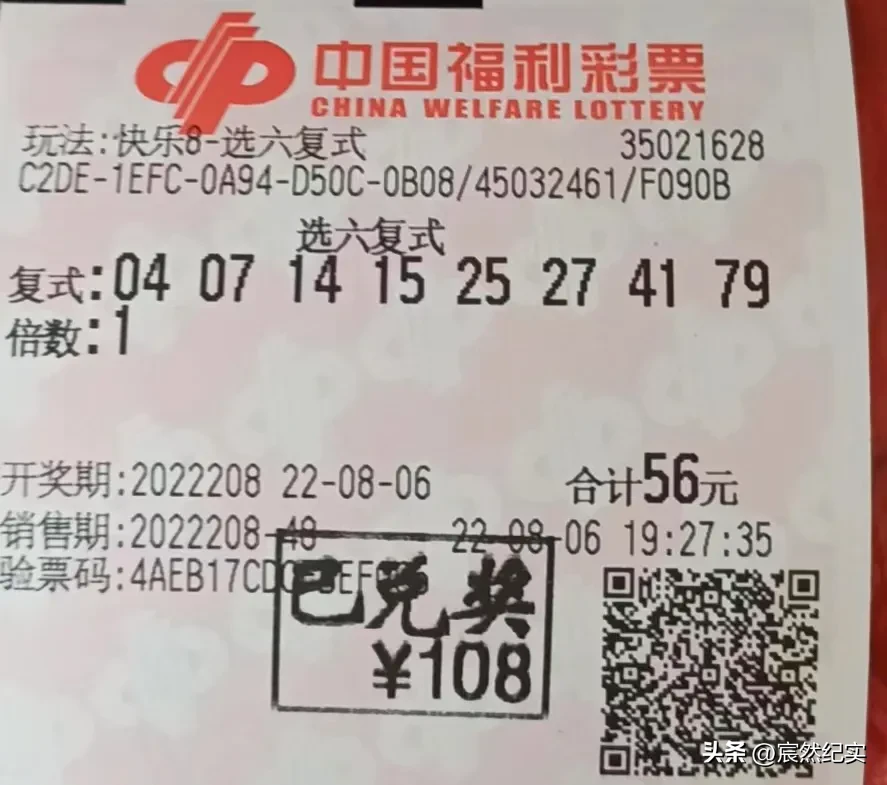 中国福利彩票
CHINA WELFARE LOTTERY
玩法:快乐8-选六复式 35021628
C2DE-1EFC-0A94-D50C-0B08/45032461/F090B
选六复式
复式:04 07 14 15 25 27 41 79
倍数:1
开奖期:2022208 22-08-06 合计56元
销售期:2022208-48 22-08-06 19:27:35
验票码:4AEB17CD
已兑奖
¥108
头条 @宸然纪实